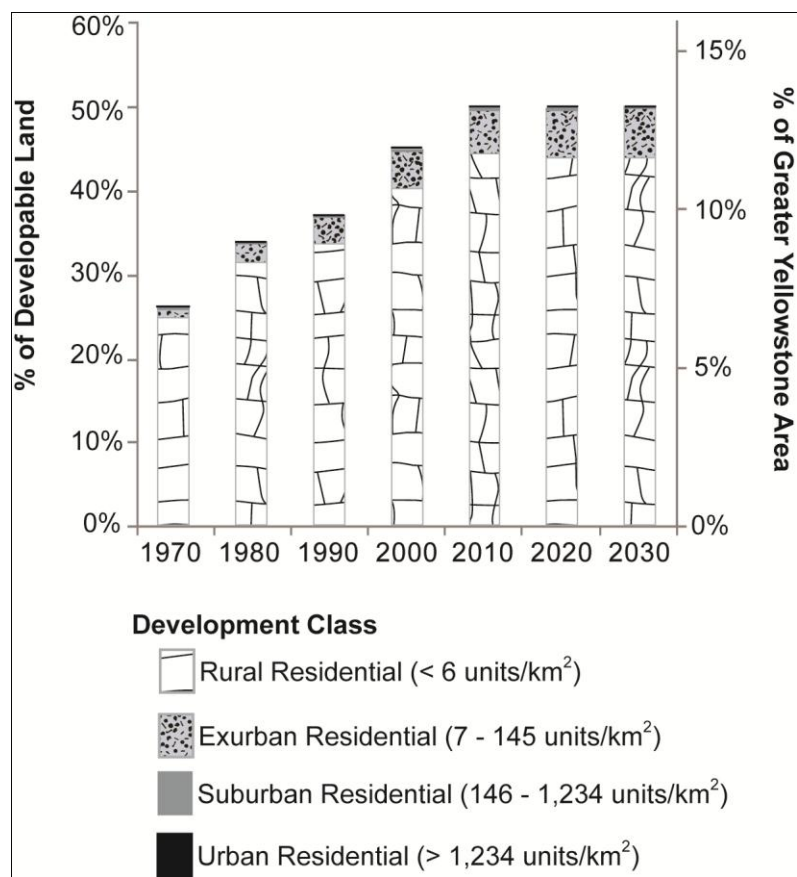 60%
50%
40%
30%
20%
10%
0%
% of Developable Land
15%
10%
5%
0%
% of Greater Yellowstone Area
1970 1980 1990 2000 2010 2020 2030
Development Class
Rural Residential (< 6 units/km²)
Exurban Residential (7 - 145 units/km²)
Suburban Residential (146 - 1,234 units/km²)
Urban Residential (> 1,234 units/km²)